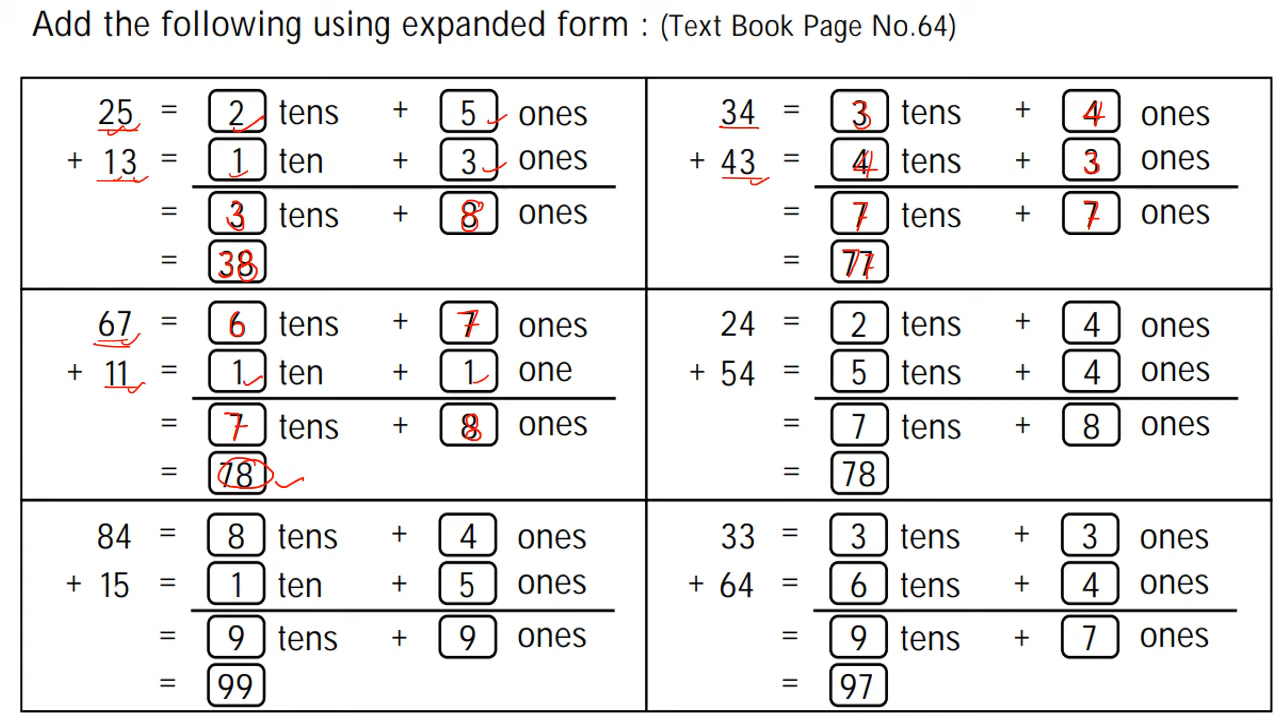 Add the following using expanded form : (Text Book Page No.64)
25 = 2 tens + 5 ones
+ 13 = 1 ten + 3 ones
= 3 tens + 8 ones
= 38
34 = 3 tens + 4 ones
+ 43 = 4 tens + 3 ones
= 7 tens + 7 ones
= 77
67 = 6 tens + 7 ones
+ 11 = 1 ten + 1 one
= 7 tens + 8 ones
= 78
24 = 2 tens + 4 ones
+ 54 = 5 tens + 4 ones
= 7 tens + 8 ones
= 78
84 = 8 tens + 4 ones
+ 15 = 1 ten + 5 ones
= 9 tens + 9 ones
= 99
33 = 3 tens + 3 ones
+ 64 = 6 tens + 4 ones
= 9 tens + 7 ones
= 97